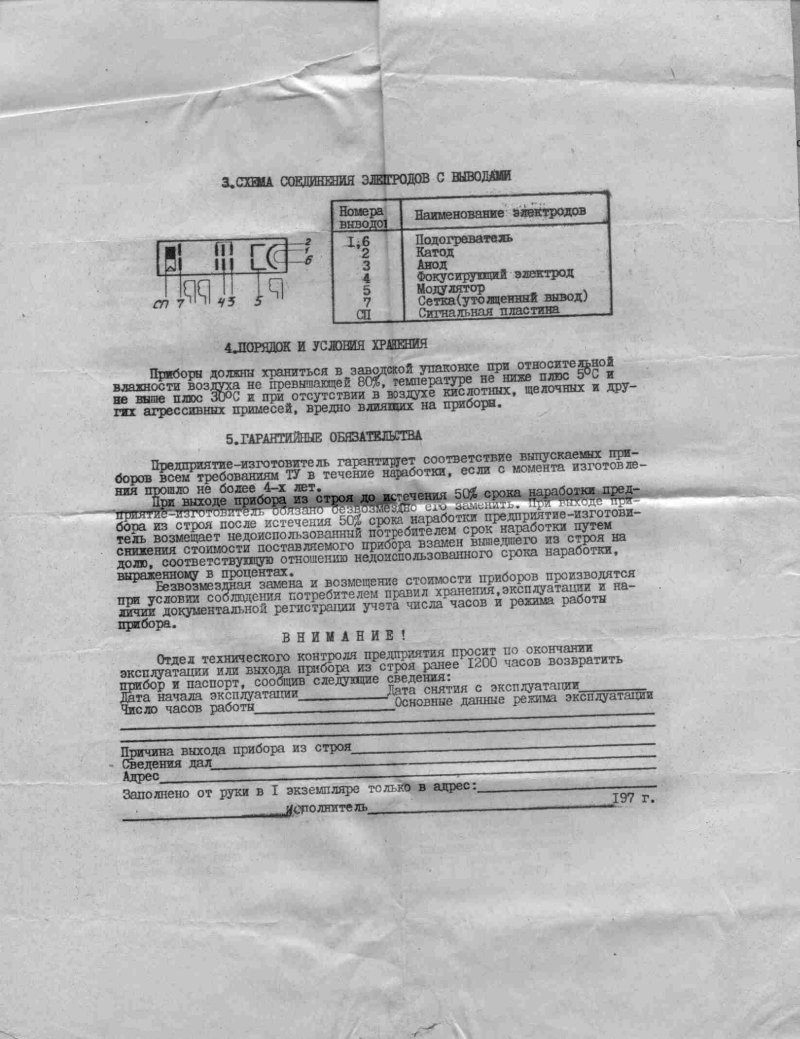 3.СХЕМА СОЕДИНЕНИЯ ЭЛЕКТРОДОВ С ВЫВОДАМИ
Номера выводо Наименование электродов
I,6 Подогреватель
2 Катод
3 Анод
4 Фокусирующий электрод
5 Модулятор
7 Сетка(утолщенный вывод)
СП Сигнальная пластина
2
1
6
СП 7 4 3 5
4.ПОРЯДОК И УСЛОВИЯ ХРАНЕНИЯ
Приборы должны храниться в заводской упаковке при относительной
влажности воздуха не превышающей 80%, температуре не ниже плюс 5°С и
не выше плюс 30°С и при отсутствии в воздухе кислотных, щелочных и дру-
гих агрессивных примесей, вредно влияющих на приборы.
5.ГАРАНТИЙНЫЕ ОБЯЗАТЕЛЬСТВА
Предприятие-изготовитель гарантирует соответствие выпускаемых при-
боров всем требованиям ТУ в течение наработки, если с момента изготовле-
ния прошло не более 4-х лет.
При выходе прибора из строя до истечения 50% срока наработки пред-
приятие-изготовитель обязано безвозмездно его заменить. При выходе при-
бора из строя после истечения 50% срока наработки предприятие-изготови-
тель возмещает недоиспользованный потребителем срок наработки путем
снижения стоимости поставляемого прибора взамен вышедшего из строя на
долю, соответствующую отношению недоиспользованного срока наработки,
выраженному в процентах.
Безвозмездная замена и возмещение стоимости приборов производятся
при условии соблюдения потребителем правил хранения,эксплуатации и на-
личии документальной регистрации учета числа часов и режима работы
прибора.
ВНИМАНИЕ!
Отдел технического контроля предприятия просит по окончании
эксплуатации или выхода прибора из строя ранее I200 часов возвратить
прибор и паспорт, сообщив следующие сведения:
Дата начала эксплуатации Дата снятия с эксплуатации
Число часов работы Основные данные режима эксплуатации
Причина выхода прибора из строя
Сведения дал
Адрес
Заполнено от руки в I экземпляре только в адрес:
Исполнитель I97 г.